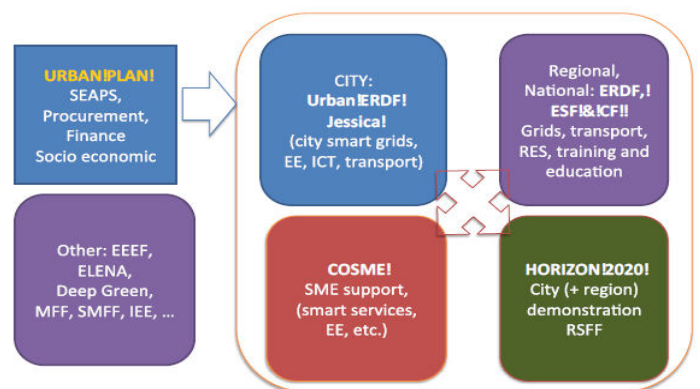 URBAN!PLAN!
SEAPS,
Procurement,
Finance
Socio economic
Other: EEEF,
ELENA,
Deep Green,
MFF, SMFF, IEE, ...
CITY:
Urban!ERDF!
Jessica!
(city smart grids,
EE, ICT, transport)
Regional,
National: ERDF,!
ESF!&!CF!!
Grids, transport,
RES, training and
education
COSME!
SME support,
(smart services,
EE, etc.)
HORIZON!2020!
City (+ region)
demonstration
RSFF